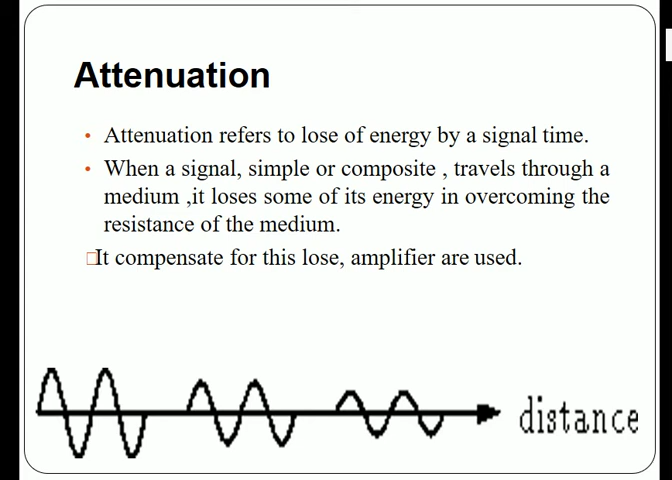 Attenuation
• Attenuation refers to lose of energy by a signal time.
• When a signal, simple or composite , travels through a
medium ,it loses some of its energy in overcoming the
resistance of the medium.
It compensate for this lose, amplifier are used.
distance